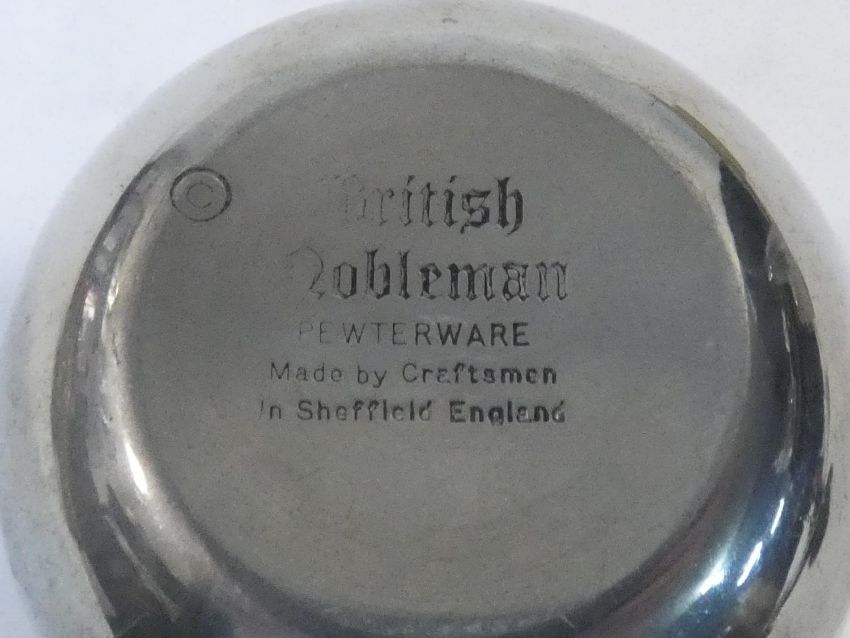 ©
British
Nobleman
PEWTERWARE
Made by Craftsmen
In Sheffield England